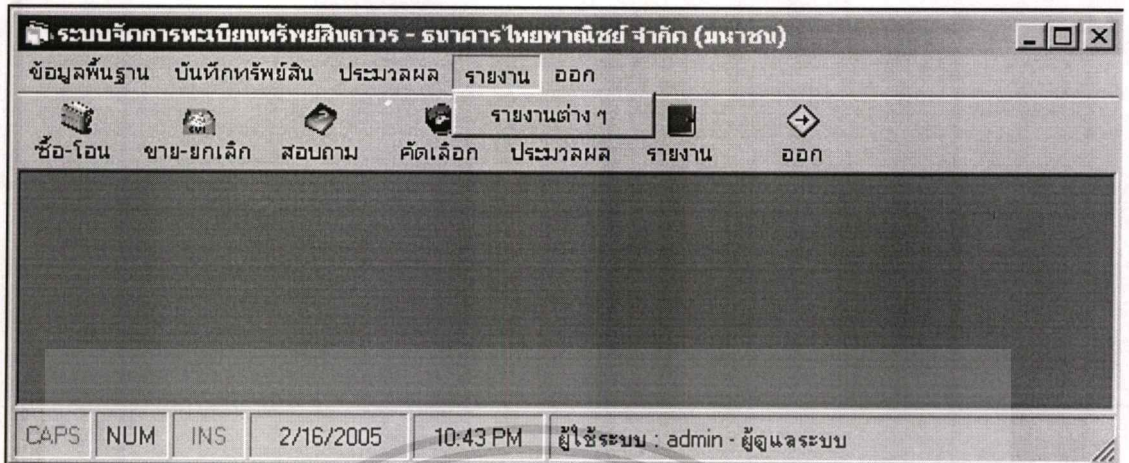 ระบบจัดการทะเบียนทรัพย์สินถาวร - ธนาคารไทยพาณิชย์ จำกัด (มหาชน)
ข้อมูลพื้นฐาน บันทึกทรัพย์สิน ประมวลผล รายงาน ออก
รายงานต่าง ๆ
ซื้อ-โอน ขาย-ยกเลิก สอบถาม คัดเลือก ประมวลผล รายงาน ออก
CAPS NUM INS 2/16/2005 10:43 PM ผู้ใช้ระบบ : admin - ผู้ดูแลระบบ